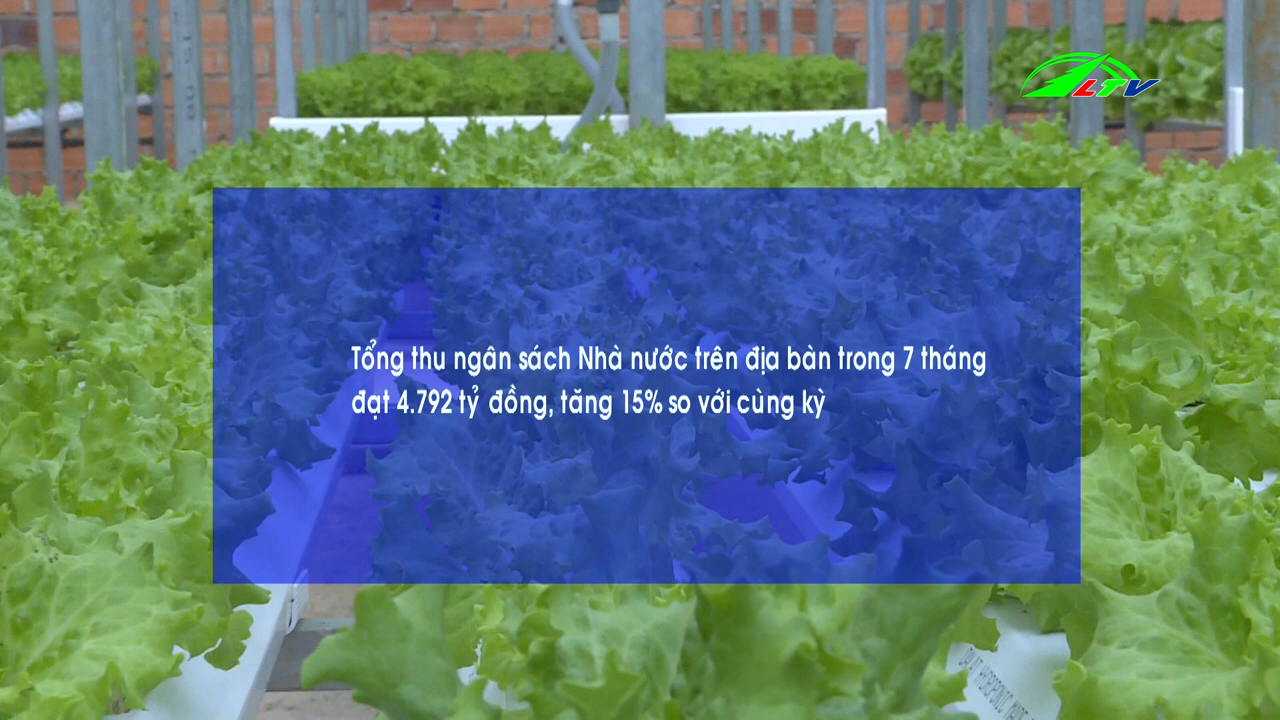 LTV
Tổng thu ngân sách Nhà nước trên địa bàn trong 7 tháng
đạt 4.792 tỷ đồng, tăng 15% so với cùng kỳ